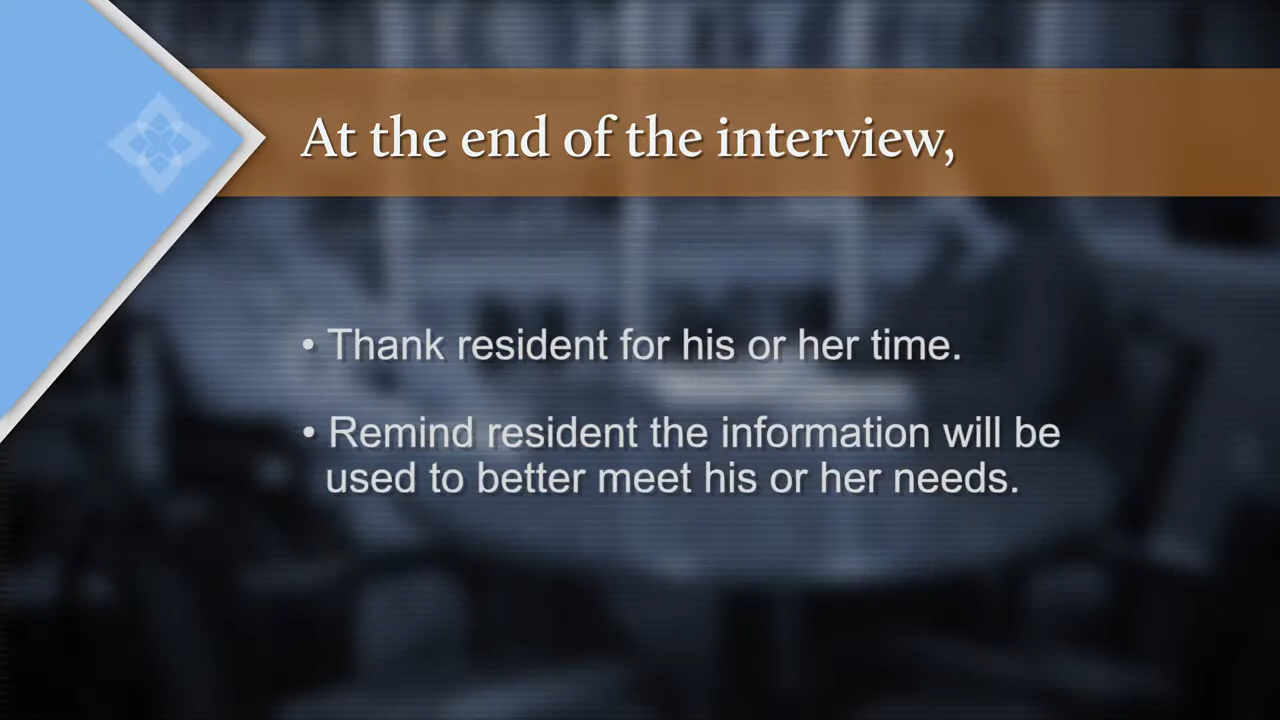 At the end of the interview,
• Thank resident for his or her time.
• Remind resident the information will be
used to better meet his or her needs.